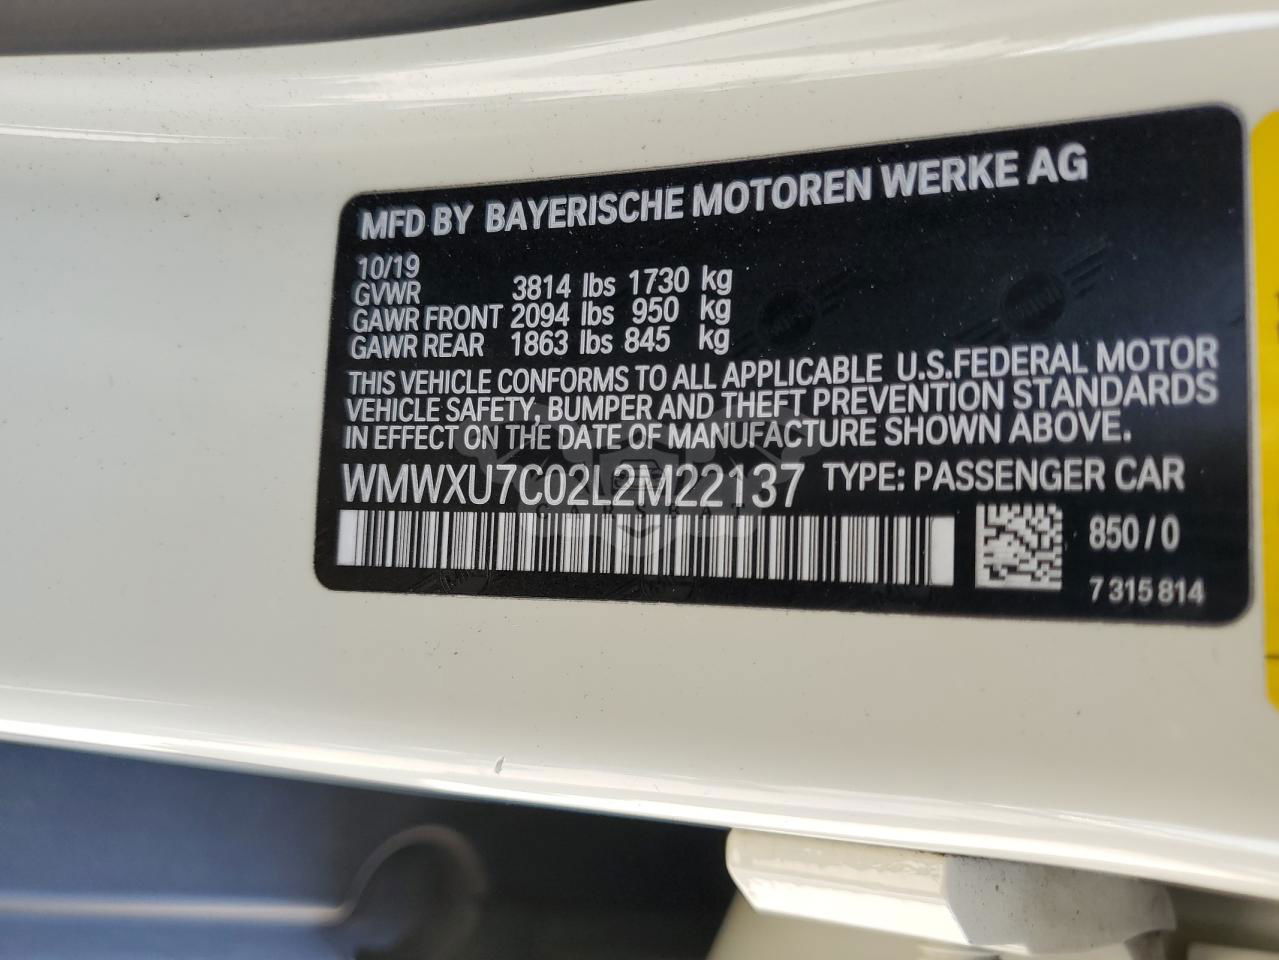 MFD BY BAYERISCHE MOTOREN WERKE AG
10/19
GVWR 3814 lbs 1730 kg
GAWR FRONT 2094 lbs 950 kg
GAWR REAR 1863 lbs 845 kg
THIS VEHICLE CONFORMS TO ALL APPLICABLE U.S.FEDERAL MOTOR
VEHICLE SAFETY, BUMPER AND THEFT PREVENTION STANDARDS
IN EFFECT ON THE DATE OF MANUFACTURE SHOWN ABOVE.
WMWXU7C02L2M22137 TYPE: PASSENGER CAR
CARSBAR
850/0
7 315 814